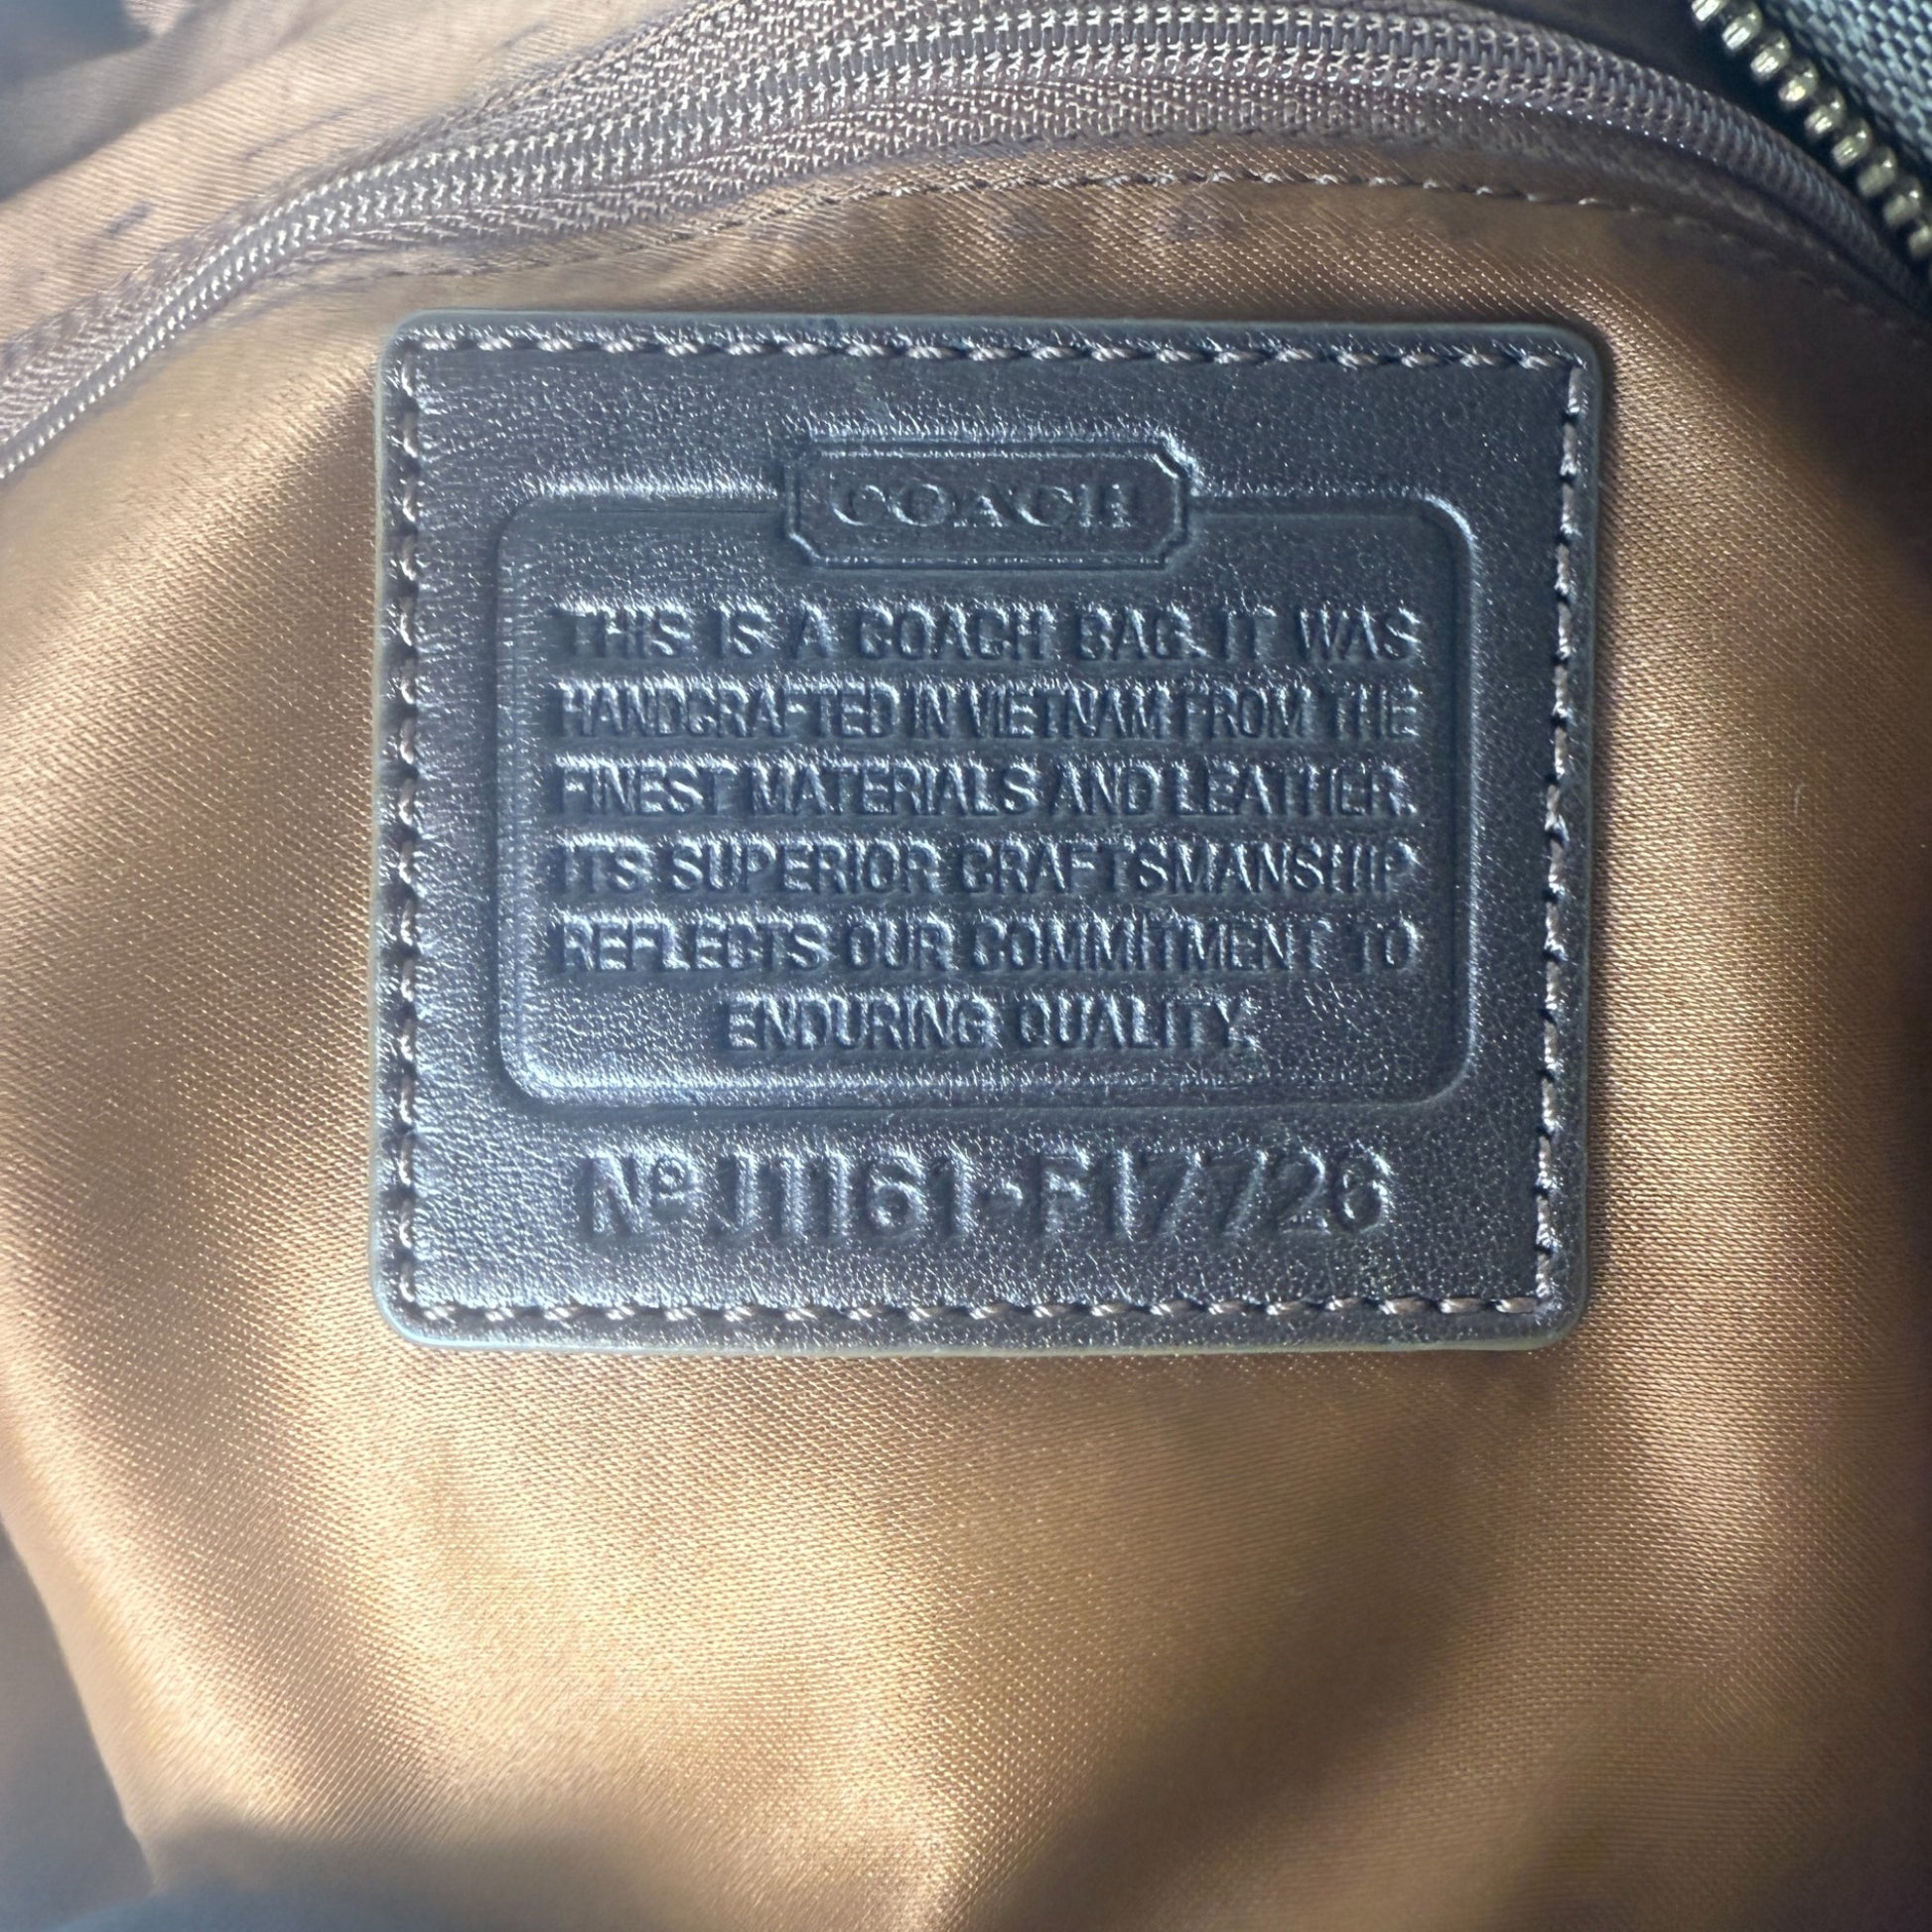 COACH
THIS IS A COACH BAG. IT WAS
HANDCRAFTED IN VIETNAM FROM THE
FINEST MATERIALS AND LEATHER.
ITS SUPERIOR CRAFTSMANSHIP
REFLECTS OUR COMMITMENT TO
ENDURING QUALITY.
Nº J1161-F17726